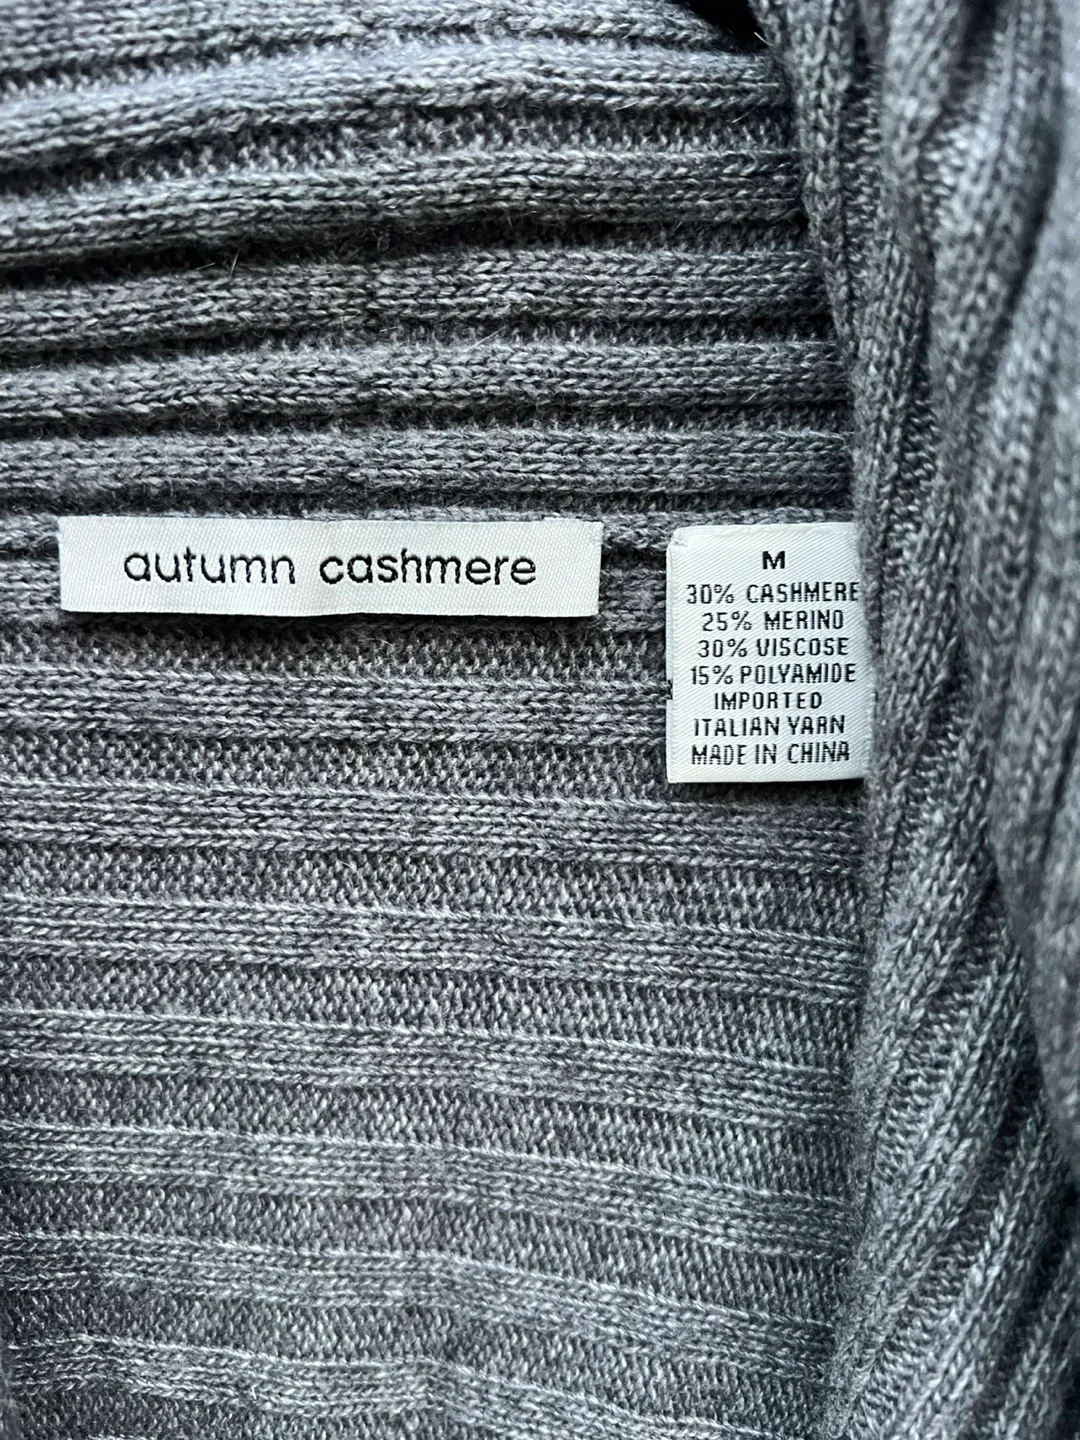 autumn cashmere
M
30% CASHMERE
25% MERINO
30% VISCOSE
15% POLYAMIDE
IMPORTED
ITALIAN YARN
MADE IN CHINA